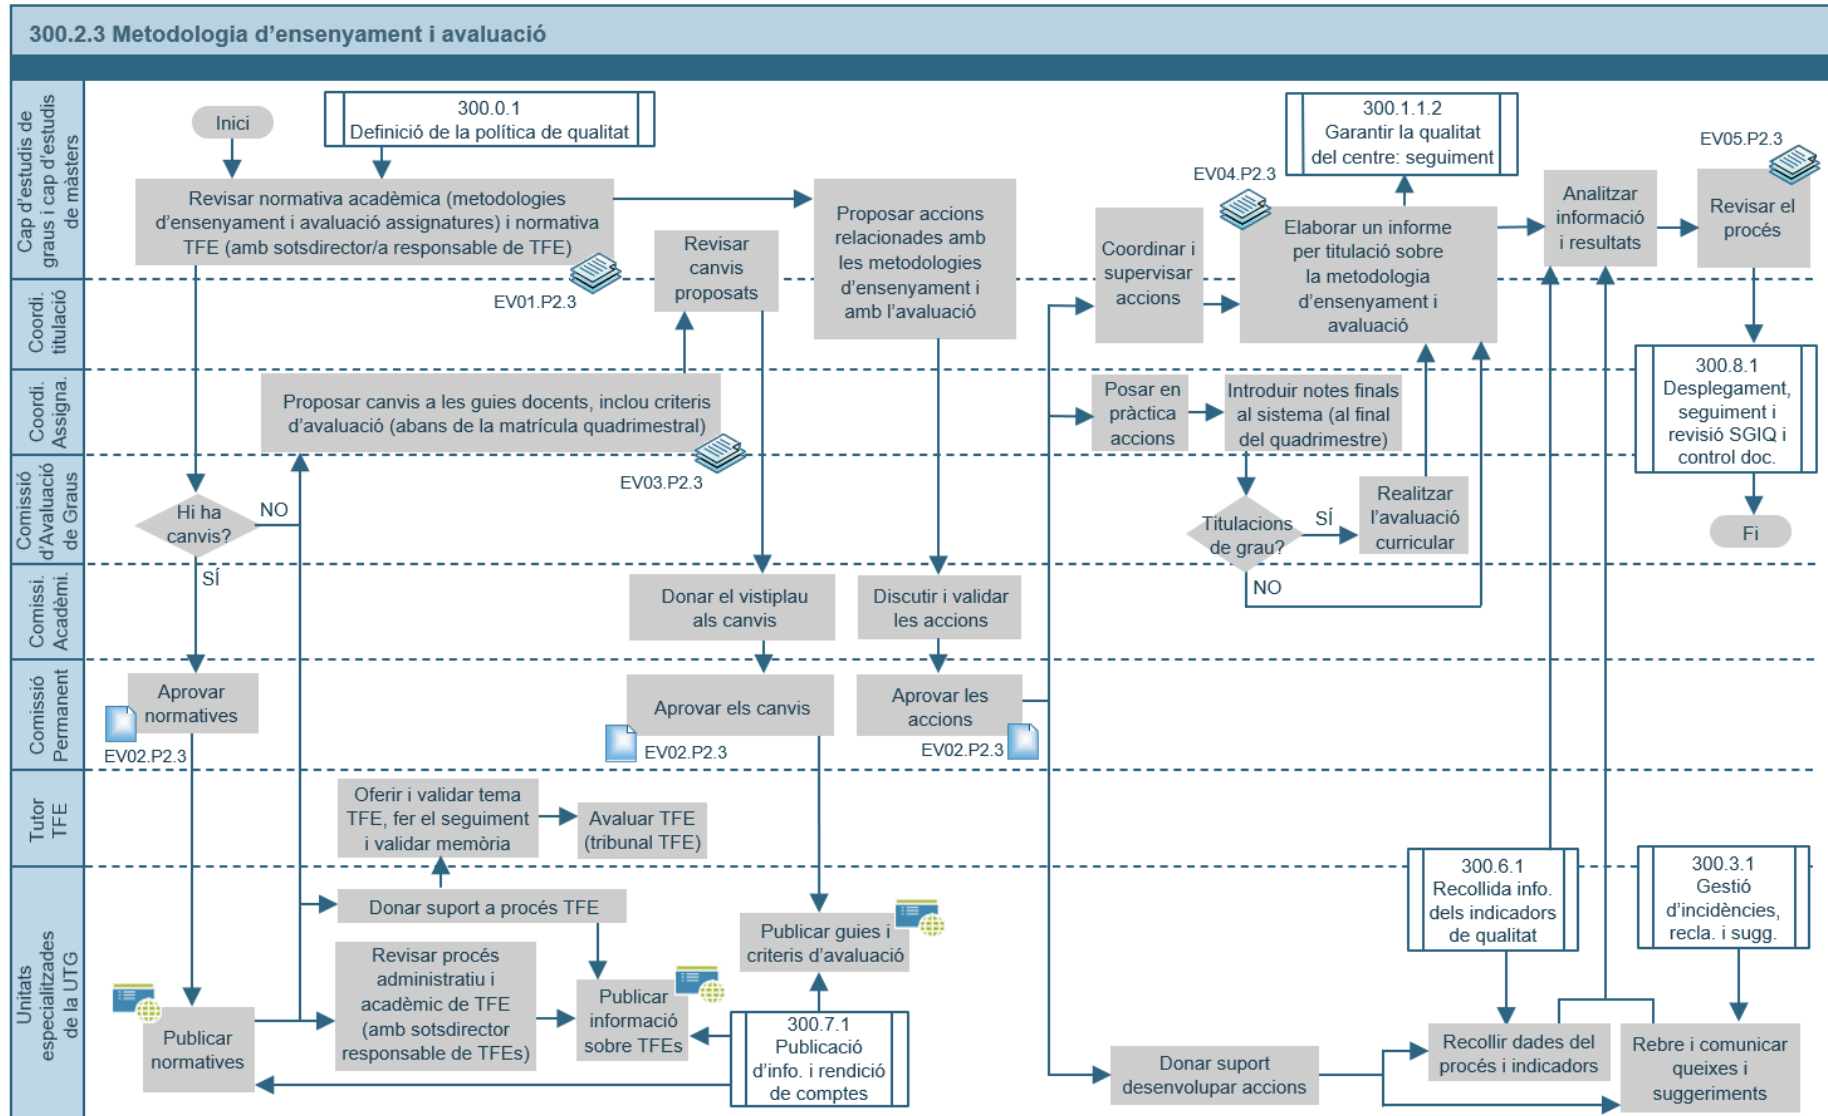 300.2.3 Metodologia d'ensenyament i avaluació
Cap d'estudis de
graus i cap d'estudis
de màsters
Inici
300.0.1
Definició de la política de qualitat
Revisar normativa acadèmica (metodologies
d'ensenyament i avaluació assignatures) i normativa
TFE (amb sotsdirector/a responsable de TFE)
EV01.P2.3
Revisar
canvis
proposats
Proposar accions
relacionades amb
les metodologies
d'ensenyament i
amb l'avaluació
Coordinar i
supervisar
accions
300.1.1.2
Garantir la qualitat
del centre: seguiment
EV04.P2.3
Elaborar un informe
per titulació sobre
la metodologia
d'ensenyament i
avaluació
Analitzar
informació
i resultats
EV05.P2.3
Revisar el
procés
Coordi.
titulació
Coordi.
Assigna.
Proposar canvis a les guies docents, inclou criteris
d'avaluació (abans de la matrícula quadrimestral)
EV03.P2.3
Posar en
pràctica
accions
Introduir notes finals
al sistema (al final
del quadrimestre)
300.8.1
Desplegament,
seguiment i
revisió SGIQ i
control doc.
Comissió
d'Avaluació
de Graus
Hi ha
canvis?
NO
SÍ
Titulacions
de grau?
SÍ
NO
Realitzar
l'avaluació
curricular
Fi
Comissi.
Acadèmi.
Donar el vistiplau
als canvis
Discutir i validar
les accions
Comissió
Permanent
Aprovar
normatives
EV02.P2.3
Aprovar els canvis
EV02.P2.3
Aprovar les
accions
EV02.P2.3
Tutor
TFE
Oferir i validar tema
TFE, fer el seguiment
i validar memòria
Avaluar TFE
(tribunal TFE)
Unitats
especialitzades
de la UTG
Donar suport a procés TFE
Revisar procés
administratiu i
acadèmic de TFE
(amb sotsdirector
responsable de TFEs)
Publicar
normatives
Publicar
informació
sobre TFEs
Publicar guies i
criteris d'avaluació
300.7.1
Publicació
d'info. i rendició
de comptes
Donar suport
desenvolupar accions
300.6.1
Recollida info.
dels indicadors
de qualitat
300.3.1
Gestió
d'incidències,
recla. i sugg.
Recollir dades del
procés i indicadors
Rebre i comunicar
queixes i
suggeriments